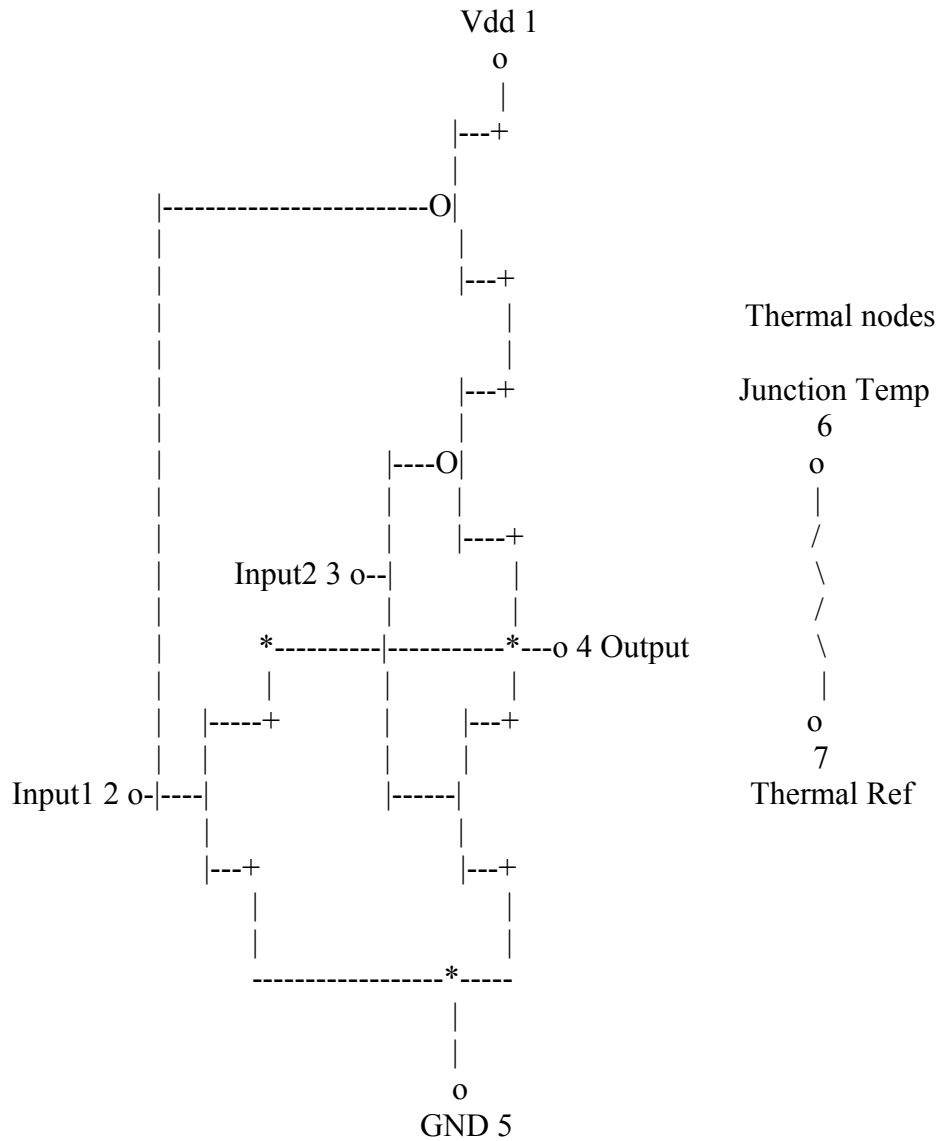 Vdd 1
o
|
|---+
|
|-------------------------O|
| |
| |---+
| | Thermal nodes
| |
| |---+ Junction Temp
| | 6
| |----O| o
| | | |
| | |----+ /
| Input2 3 o--| | \
| | | /
| *----------|-----------*---o 4 Output \
| | | | |
| |-----+ | |---+ o
| | | | 7
Input1 2 o-|----| |------| Thermal Ref
| |
|---+ |---+
| |
| |
------------------*-----
|
|
o
GND 5